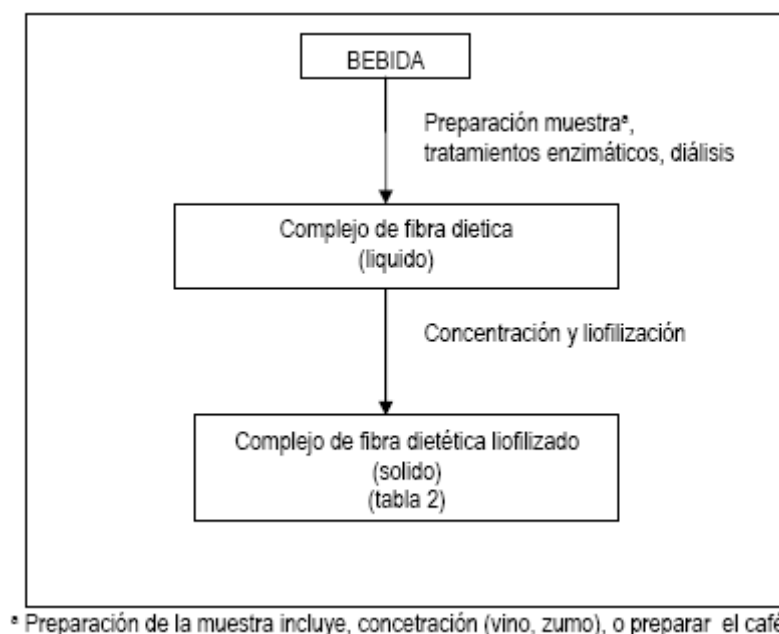 BEBIDA
Preparación muestraª,
tratamientos enzimáticos, diálisis
Complejo de fibra dietica
(liquido)
Concentración y liofilización
Complejo de fibra dietética liofilizado
(solido)
(tabla 2)
ª Preparación de la muestra incluye, concetración (vino, zumo), o preparar el café